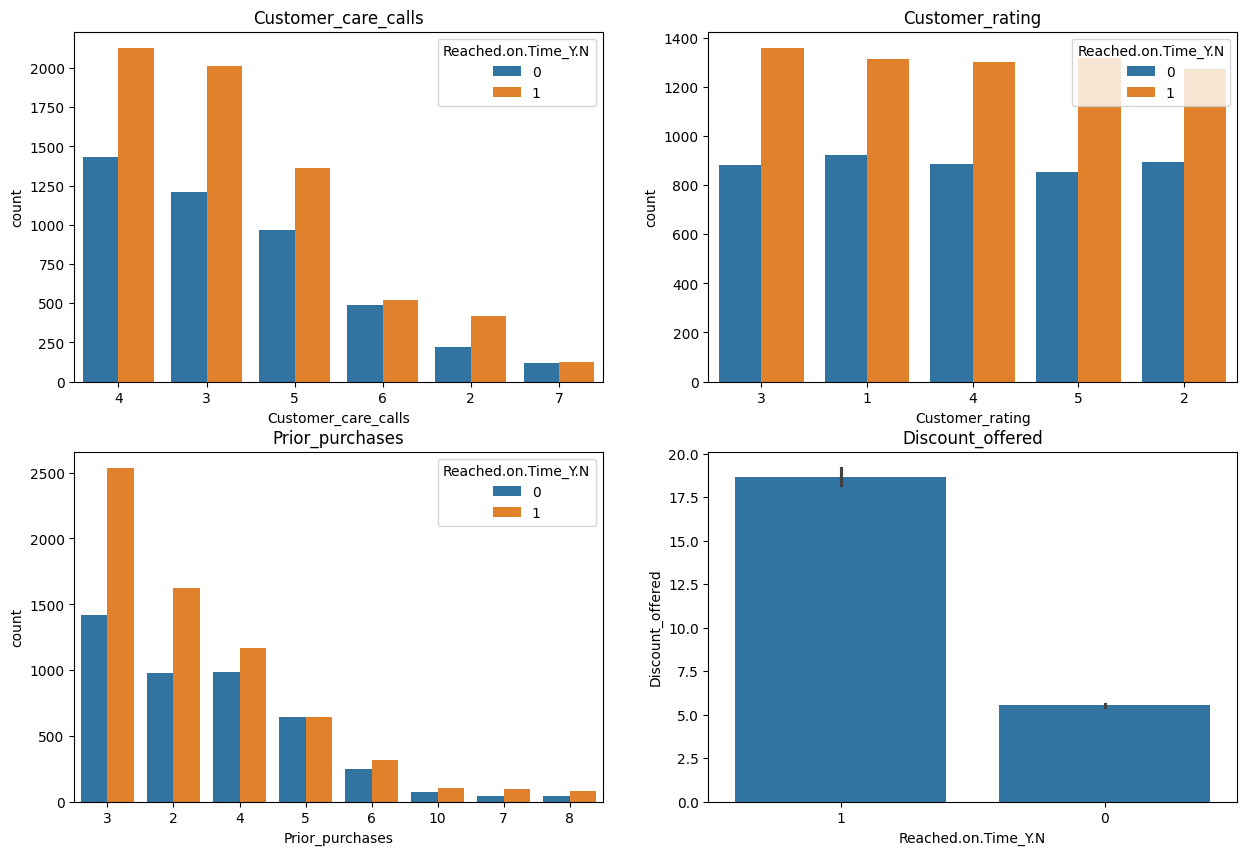 Customer_care_calls
Reached.on.Time_Y.N
0
1
2000
1750
1500
1250
1000
750
500
250
0
count
4 3 5 6 2 7
Customer_care_calls
Customer_rating
Reached.on.Time_Y.N
0
1
1400
1200
1000
800
600
400
200
0
count
3 1 4 5 2
Customer_rating
Prior_purchases
Reached.on.Time_Y.N
0
1
2500
2000
1500
1000
500
0
count
3 2 4 5 6 10 7 8
Prior_purchases
Discount_offered
20.0
17.5
15.0
12.5
10.0
7.5
5.0
2.5
0.0
Discount_offered
1 0
Reached.on.Time_Y.N